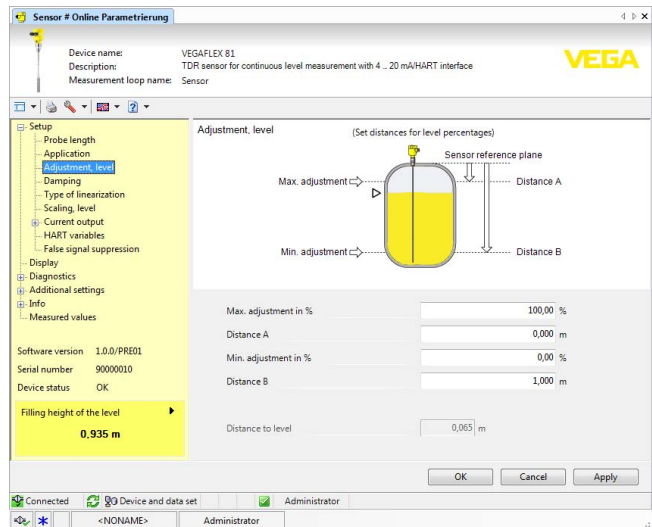 Sensor # Online Parametrierung
Device name: VEGAFLEX 81
Description: TDR sensor for continuous level measurement with 4 .. 20 mA/HART interface
Measurement loop name: Sensor
VEGA
Setup
Probe length
Application
Adjustment, level
Damping
Type of linearization
Scaling, level
Current output
HART variables
False signal suppression
Display
Diagnostics
Additional settings
Info
Measured values
Software version 1.0.0/PRE01
Serial number 90000010
Device status OK
Filling height of the level
0,935 m
Adjustment, level
(Set distances for level percentages)
Sensor reference plane
Max. adjustment
Distance A
Min. adjustment
Distance B
Max. adjustment in % 100,00 %
Distance A 0,000 m
Min. adjustment in % 0,00 %
Distance B 1,000 m
Distance to level 0,065 m
OK Cancel Apply
Connected Device and data set Administrator
<NONAME> Administrator